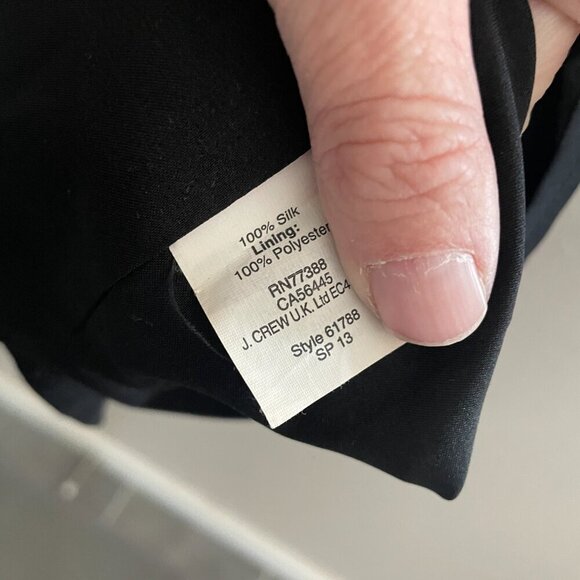 100% Silk
Lining:
100% Polyester
RN77388
CA56445
J. CREW U.K. Ltd EC4
Style 61788
SP 13